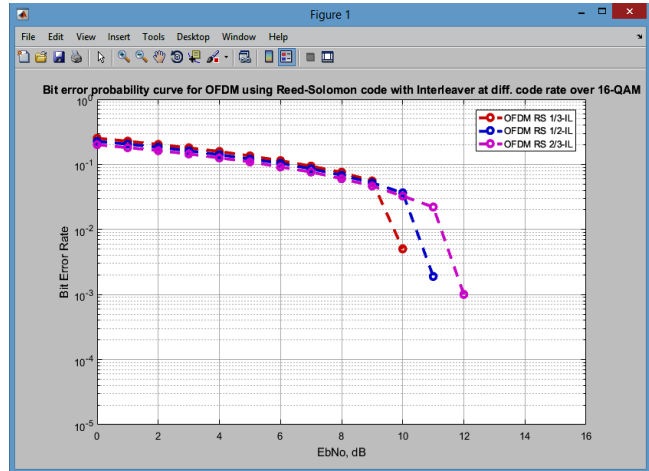 Figure 1
File Edit View Insert Tools Desktop Window Help
Bit error probability curve for OFDM using Reed-Solomon code with Interleaver at diff. code rate over 16-QAM
10^0
10^-1
10^-2
10^-3
10^-4
10^-5
Bit Error Rate
OFDM RS 1/3-IL
OFDM RS 1/2-IL
OFDM RS 2/3-IL
0 2 4 6 8 10 12 14 16
EbNo, dB